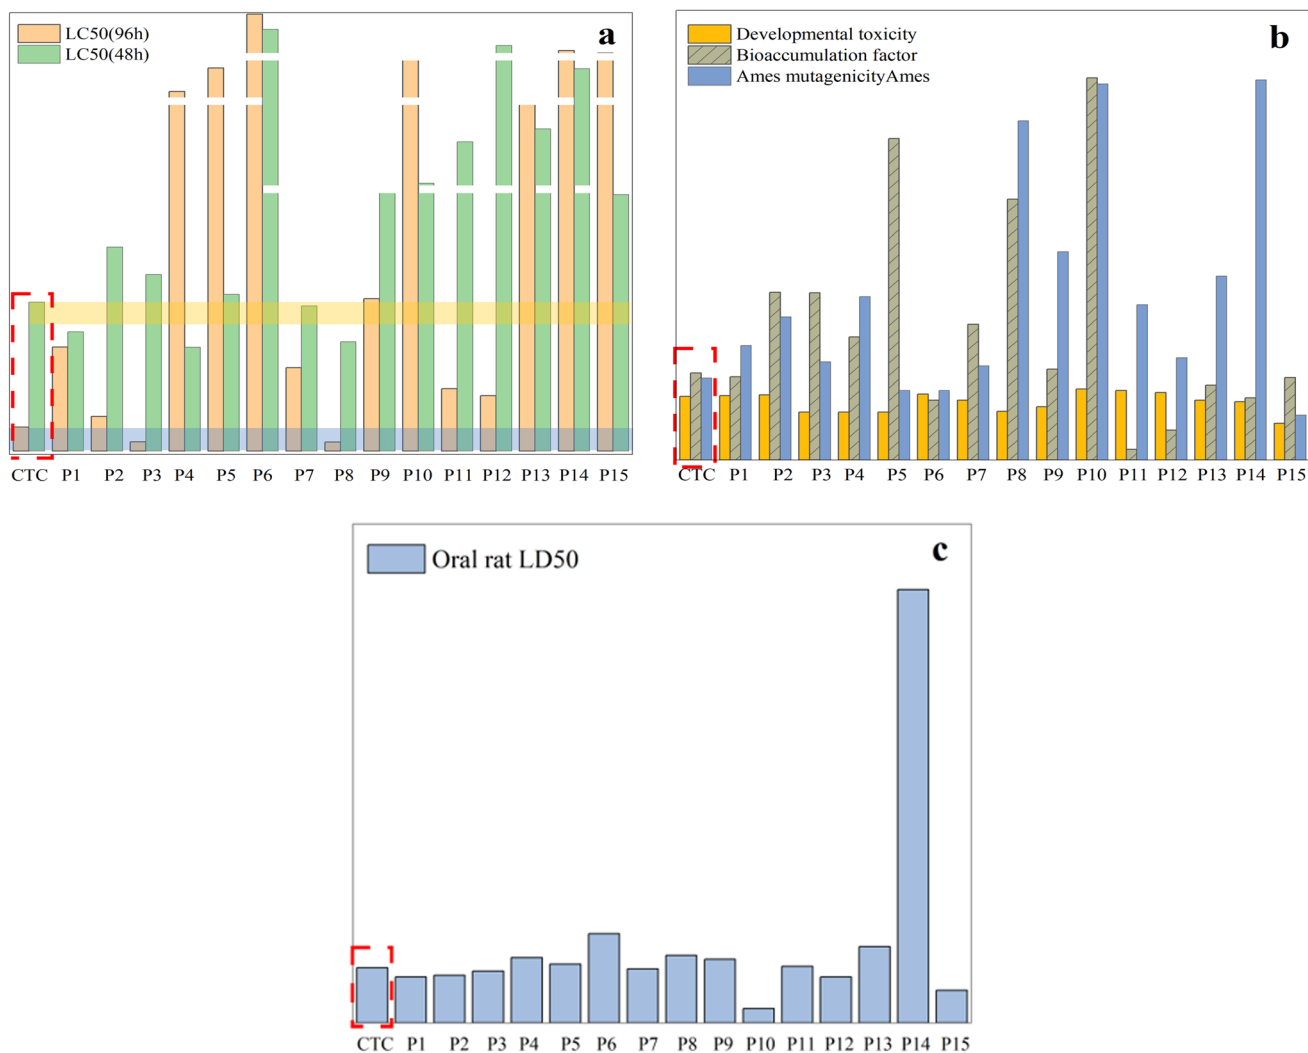 a
LC50(96h)
LC50(48h)
CTC P1 P2 P3 P4 P5 P6 P7 P8 P9 P10 P11 P12 P13 P14 P15
b
Developmental toxicity
Bioaccumulation factor
Ames mutagenicityAmes
CTC P1 P2 P3 P4 P5 P6 P7 P8 P9 P10 P11 P12 P13 P14 P15
c
Oral rat LD50
CTC P1 P2 P3 P4 P5 P6 P7 P8 P9 P10 P11 P12 P13 P14 P15